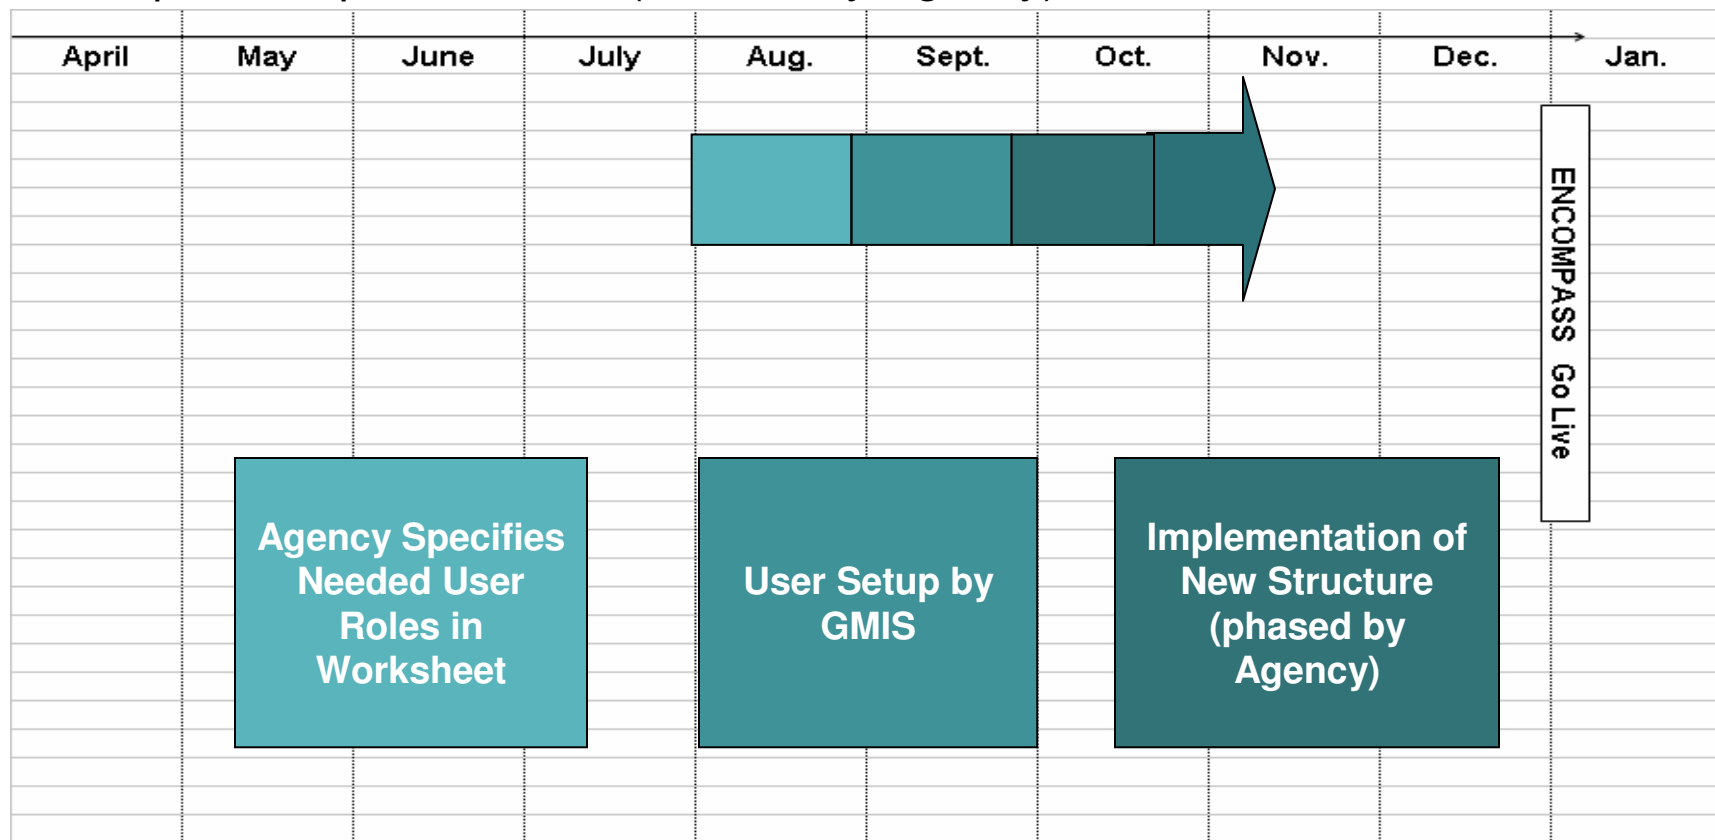 April May June July Aug. Sept. Oct. Nov. Dec. Jan.
ENCOMPASS Go Live
Agency Specifies
Needed User
Roles in
Worksheet
User Setup by
GMIS
Implementation of
New Structure
(phased by
Agency)